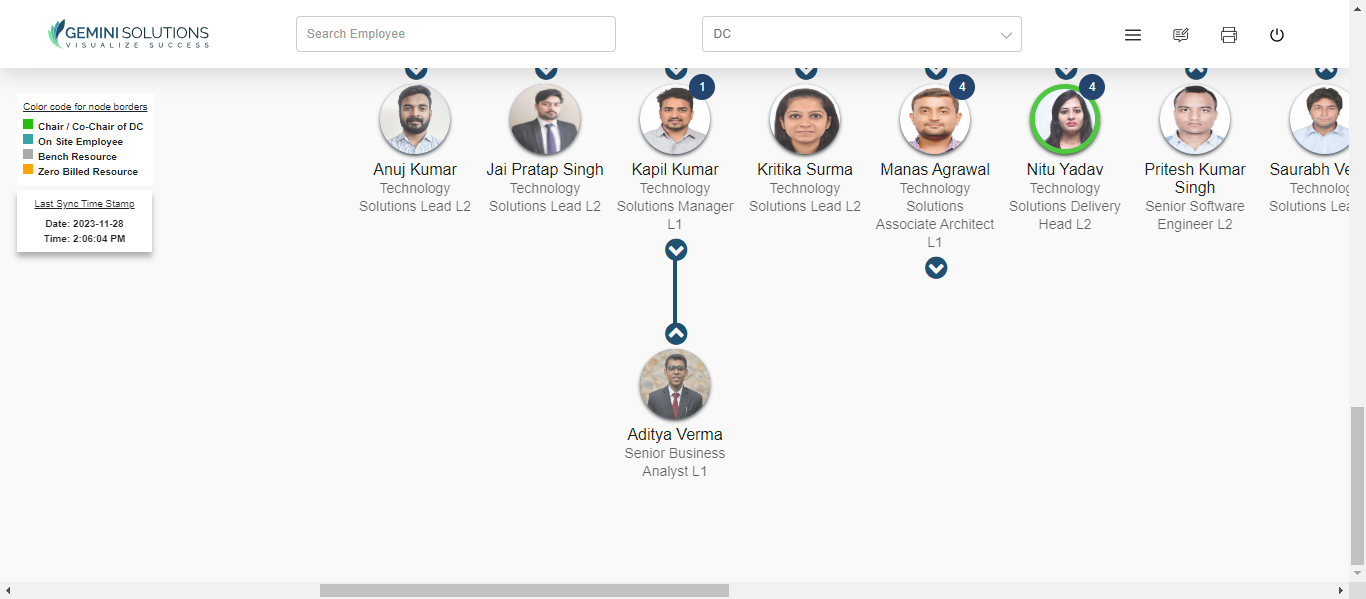 GEMINI SOLUTIONS
VISUALIZE SUCCESS
Search Employee
DC
Color code for node borders
Chair / Co-Chair of DC
On Site Employee
Bench Resource
Zero Billed Resource
Last Sync Time Stamp
Date: 2023-11-28
Time: 2:06:04 PM
Anuj Kumar
Technology
Solutions Lead L2
Jai Pratap Singh
Technology
Solutions Lead L2
1
Kapil Kumar
Technology
Solutions Manager
L1
Kritika Surma
Technology
Solutions Lead L2
4
Manas Agrawal
Technology
Solutions
Associate Architect
L1
4
Nitu Yadav
Technology
Solutions Delivery
Head L2
Pritesh Kumar
Singh
Senior Software
Engineer L2
Saurabh Ve
Technolog
Solutions Lea
Aditya Verma
Senior Business
Analyst L1